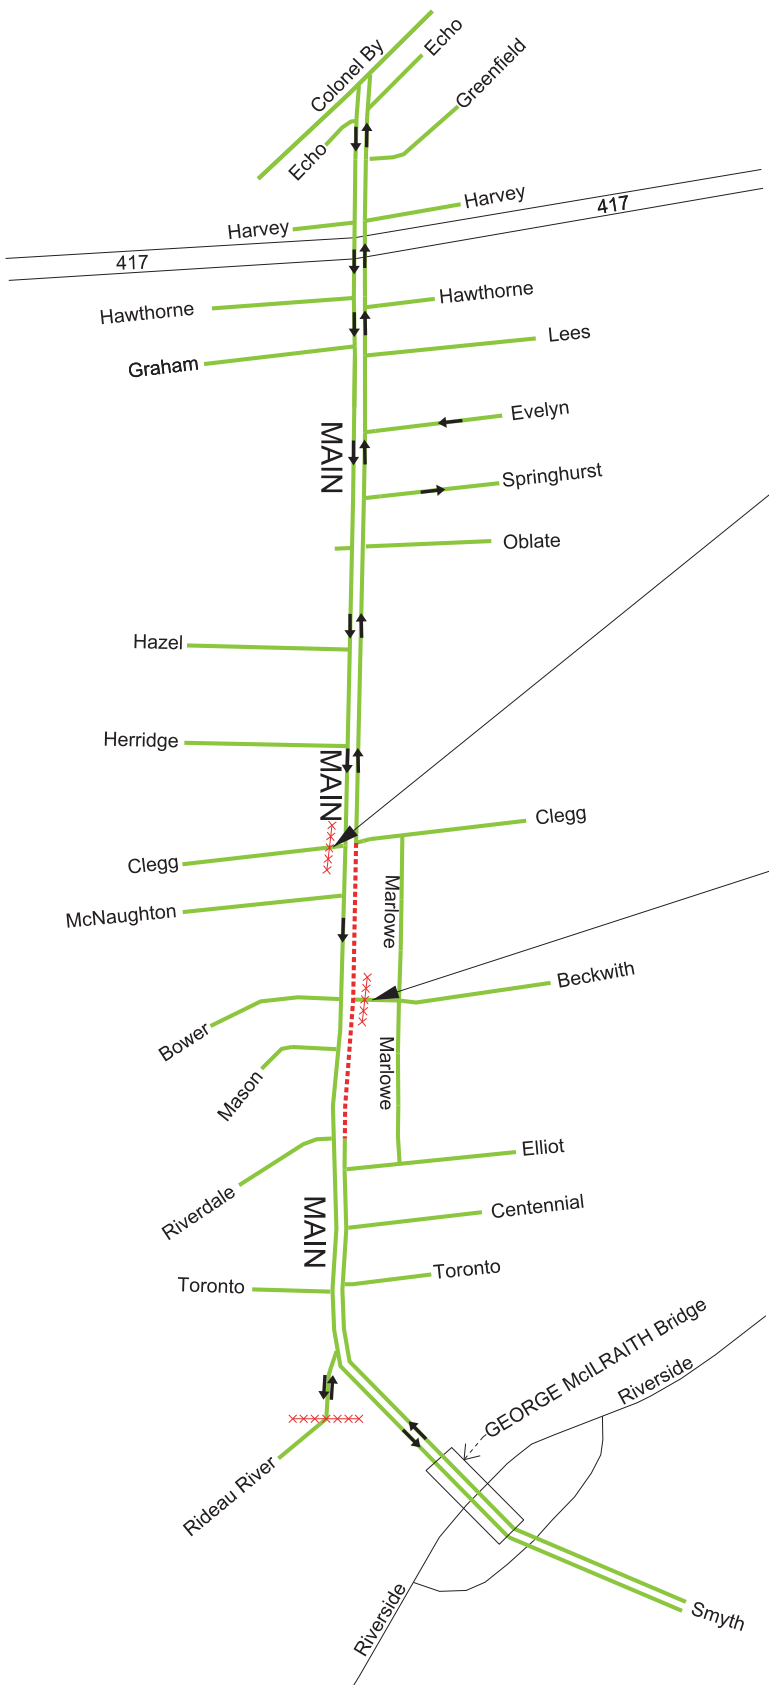 Colonel By
Echo
Greenfield
Echo
Harvey
Harvey
417
417
Hawthorne
Hawthorne
Graham
Lees
Evelyn
MAIN
Springhurst
Oblate
Hazel
Herridge
MAIN
Clegg
Clegg
McNaughton
Marlowe
Beckwith
Bower
Marlowe
Mason
Elliot
Riverdale
MAIN
Centennial
Toronto
Toronto
GEORGE McILRAITH Bridge
Riverside
Rideau River
Riverside
Smyth